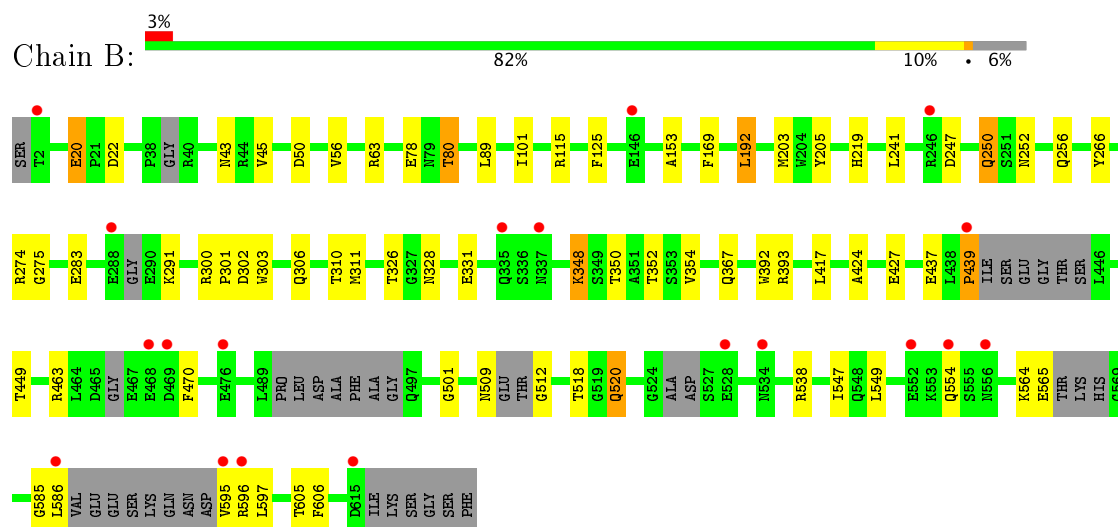 3%
Chain B:
82% 10% • 6%
SER T2 E20 P21 D22 P38 GLY R40 N43 R44 V45 D50 V56 R63 E78 N79 T80 L89 I101 R115 F125 E146 A153 F169 L192 M203 W204 Y205 H219 L241 R246 D247 Q250 S251 N252 Q256 Y266
R274 G275 E283 E288 GLY E290 K291 R300 P301 D302 W303 Q306 T310 M311 T326 G327 N328 E331 Q335 S336 N337 K348 S349 T350 A351 T352 S353 V354 Q367 W392 R393 L417 A424 E427 E437 L438 P439 ILE SER GLU GLY THR SER L446
T449 R463 L464 D465 GLY E467 E468 D469 F470 E476 L489 PRO LEU ASP ALA PHE ALA GLY Q497 G501 N509 GLU THR G512 T518 G519 Q520 G524 ALA ASP S527 E528 N534 R538 I547 Q548 L549 E552 K553 Q554 S555 N556 K564 E565 THR LYS HIS G569
G585 L586 VAL GLU GLU SER LYS GLN ASN ASP V595 R596 L597 T605 F606 D615 ILE LYS SER GLY SER PHE